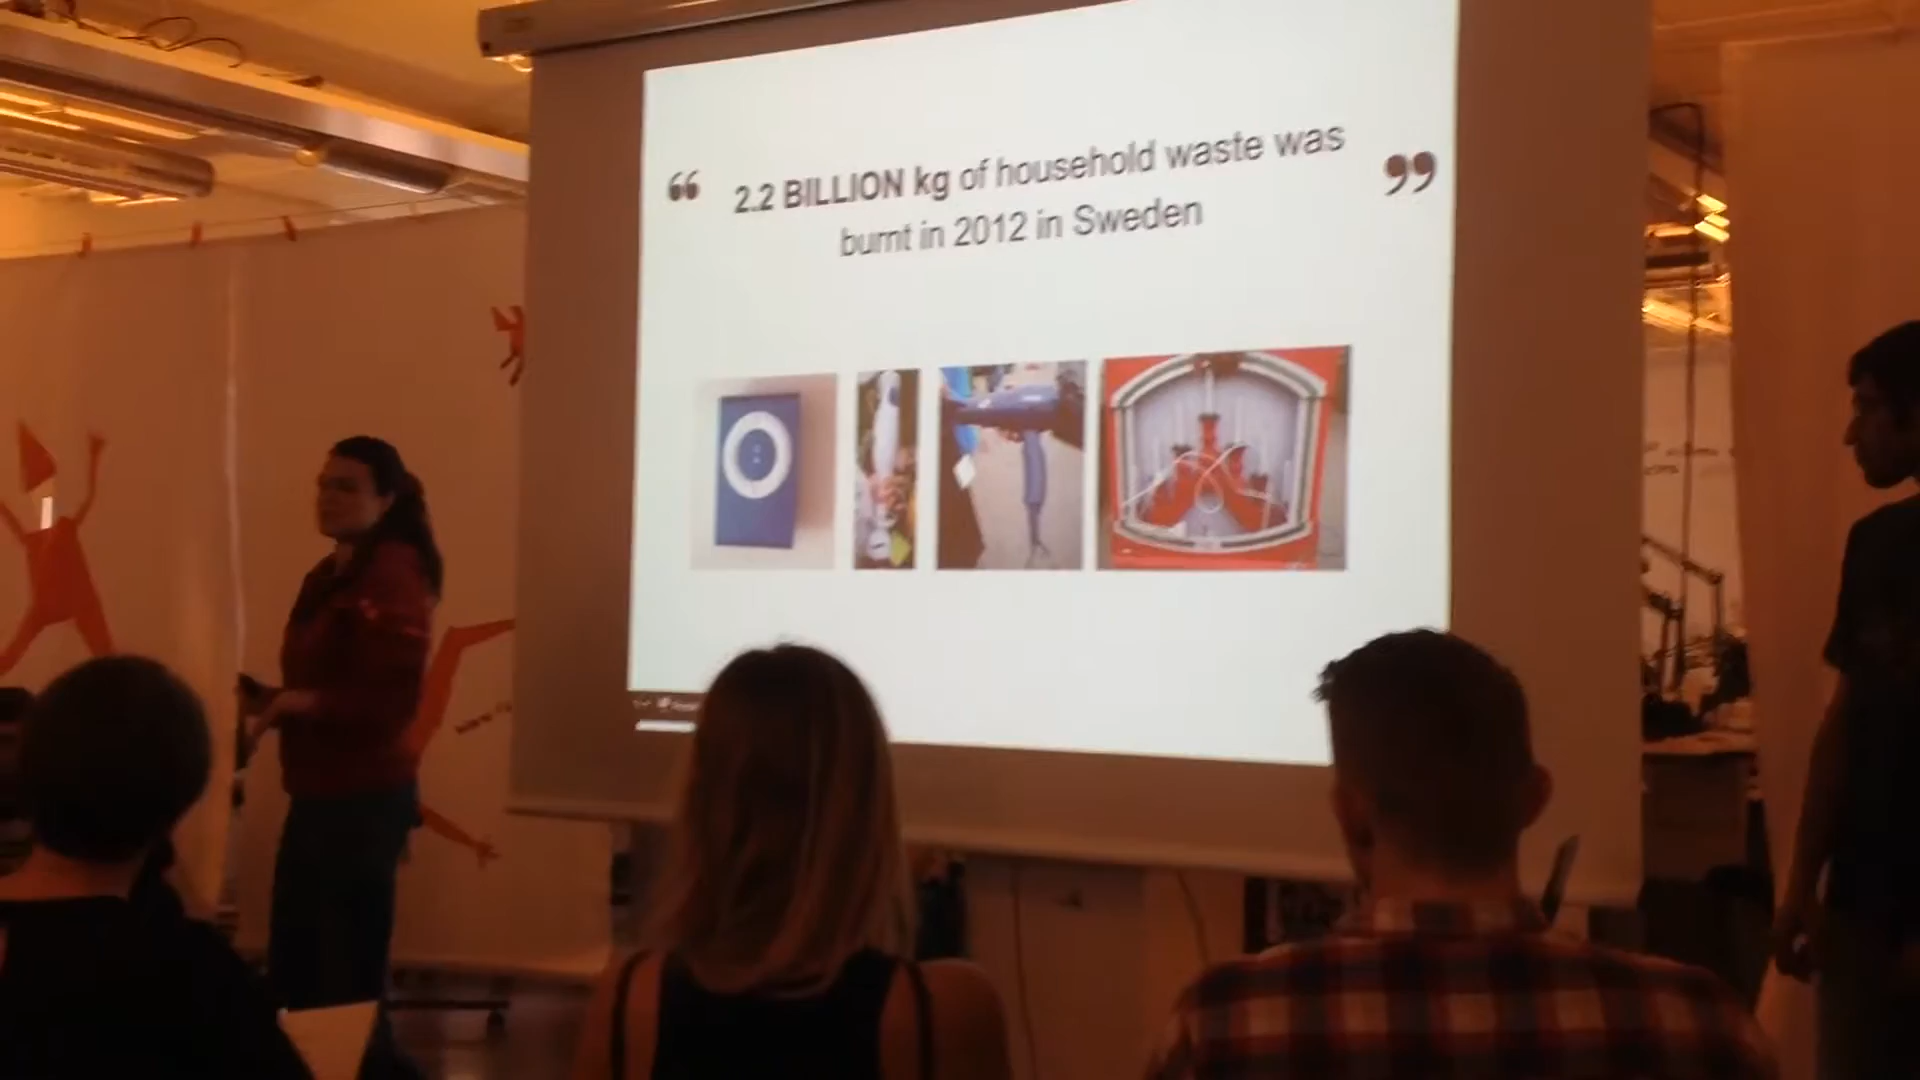 “ 2.2 BILLION kg of household waste was ”
burnt in 2012 in Sweden